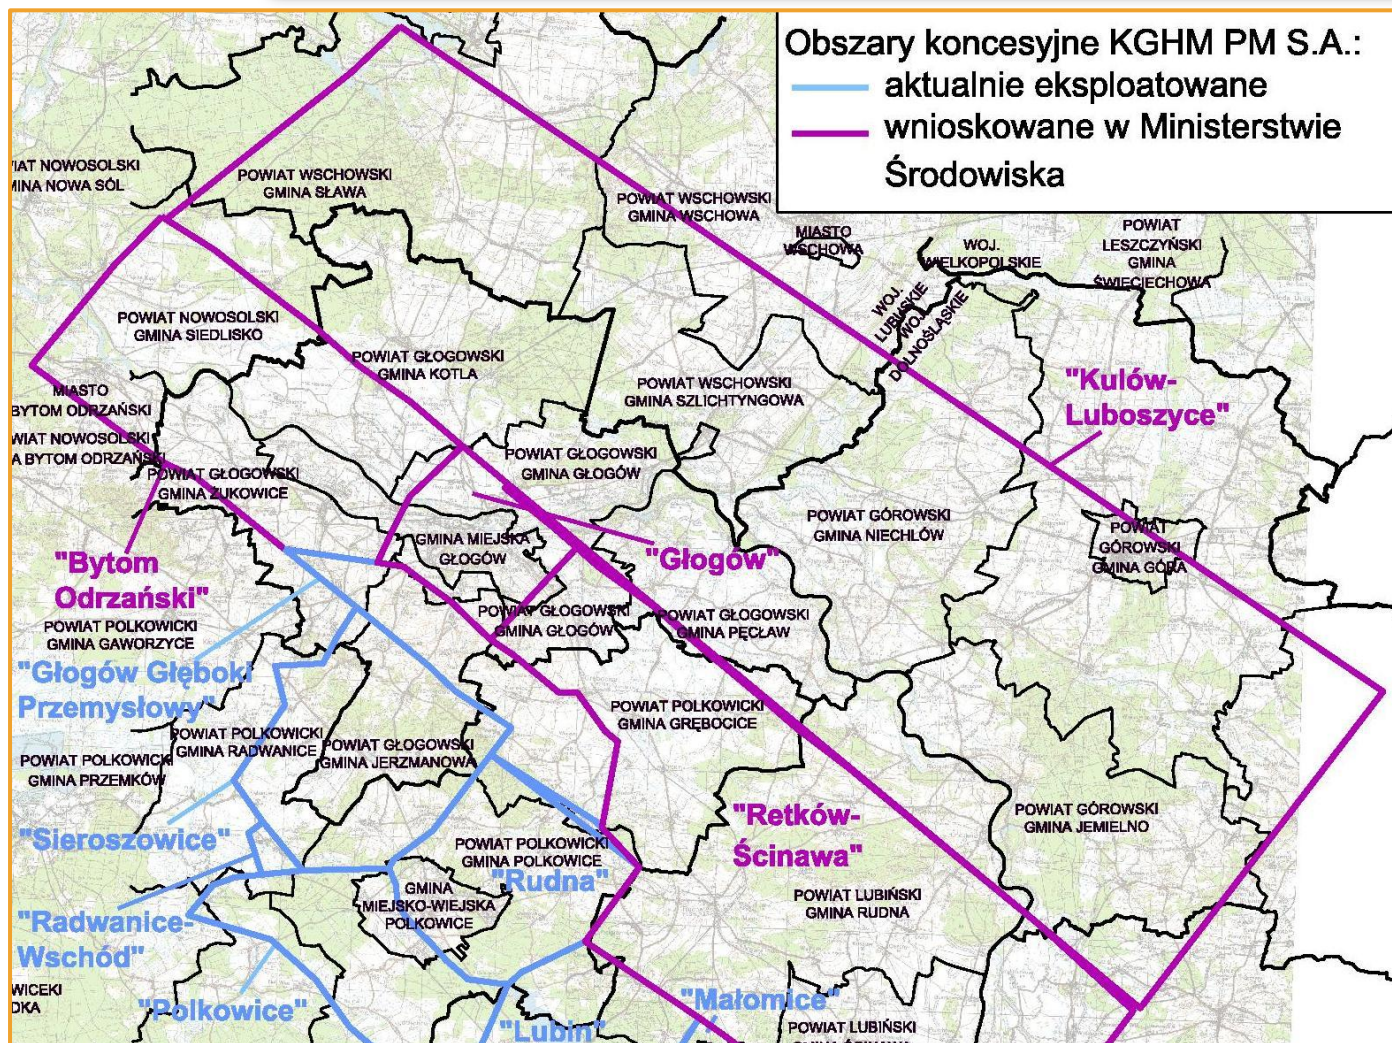 Obszary koncesyjne KGHM PM S.A.:
aktualnie eksploatowane
wnioskowane w Ministerstwie
Środowiska
IAT NOWOSOLSKI
MINA NOWA SÓL
POWIAT WSCHOWSKI
GMINA SŁAWA
POWIAT WSCHOWSKI
GMINA WSCHOWA
MIASTO
WSCHOWA
WOJ.
WIELKOPOLSKIE
POWIAT
LESZCZYŃSKI
GMINA
ŚWIĘCIECHOWA
WOJ.
LUBUSKIE
WOJ.
DOLNOŚLĄSKIE
POWIAT NOWOSOLSKI
GMINA SIEDLISKO
POWIAT GŁOGOWSKI
GMINA KOTLA
POWIAT WSCHOWSKI
GMINA SZLICHTYNGOWA
"Kulów-
Luboszyce"
MIASTO
BYTOM ODRZAŃSKI
WIAT NOWOSOLSKI
A BYTOM ODRZAŃSKI
POWIAT GŁOGOWSKI
GMINA ŻUKOWICE
POWIAT GŁOGOWSKI
GMINA GŁOGÓW
POWIAT GÓROWSKI
GMINA NIECHLÓW
POWIAT
GÓROWSKI
GMINA GÓRA
GMINA MIEJSKA
GŁOGÓW
"Głogów"
"Bytom
Odrzański"
POWIAT GŁOGOWSKI
GMINA GŁOGÓW
POWIAT GŁOGOWSKI
GMINA PĘCŁAW
POWIAT POLKOWICKI
GMINA GAWORZYCE
"Głogów Głęboki
Przemysłowy"
POWIAT POLKOWICKI
GMINA GRĘBOCICE
POWIAT POLKOWICKI
GMINA RADWANICE
POWIAT GŁOGOWSKI
GMINA JERZMANOWA
POWIAT POLKOWICKI
GMINA PRZEMKÓW
"Sieroszowice"
"Retków-
Ścinawa"
POWIAT GÓROWSKI
GMINA JEMIELNO
POWIAT POLKOWICKI
GMINA POLKOWICE
"Rudna"
GMINA
MIEJSKO-WIEJSKA
POLKOWICE
POWIAT LUBIŃSKI
GMINA RUDNA
"Radwanice-
Wschód"
WICEKI
DKA
"Polkowice"
"Lubin"
"Małomice"
POWIAT LUBIŃSKI